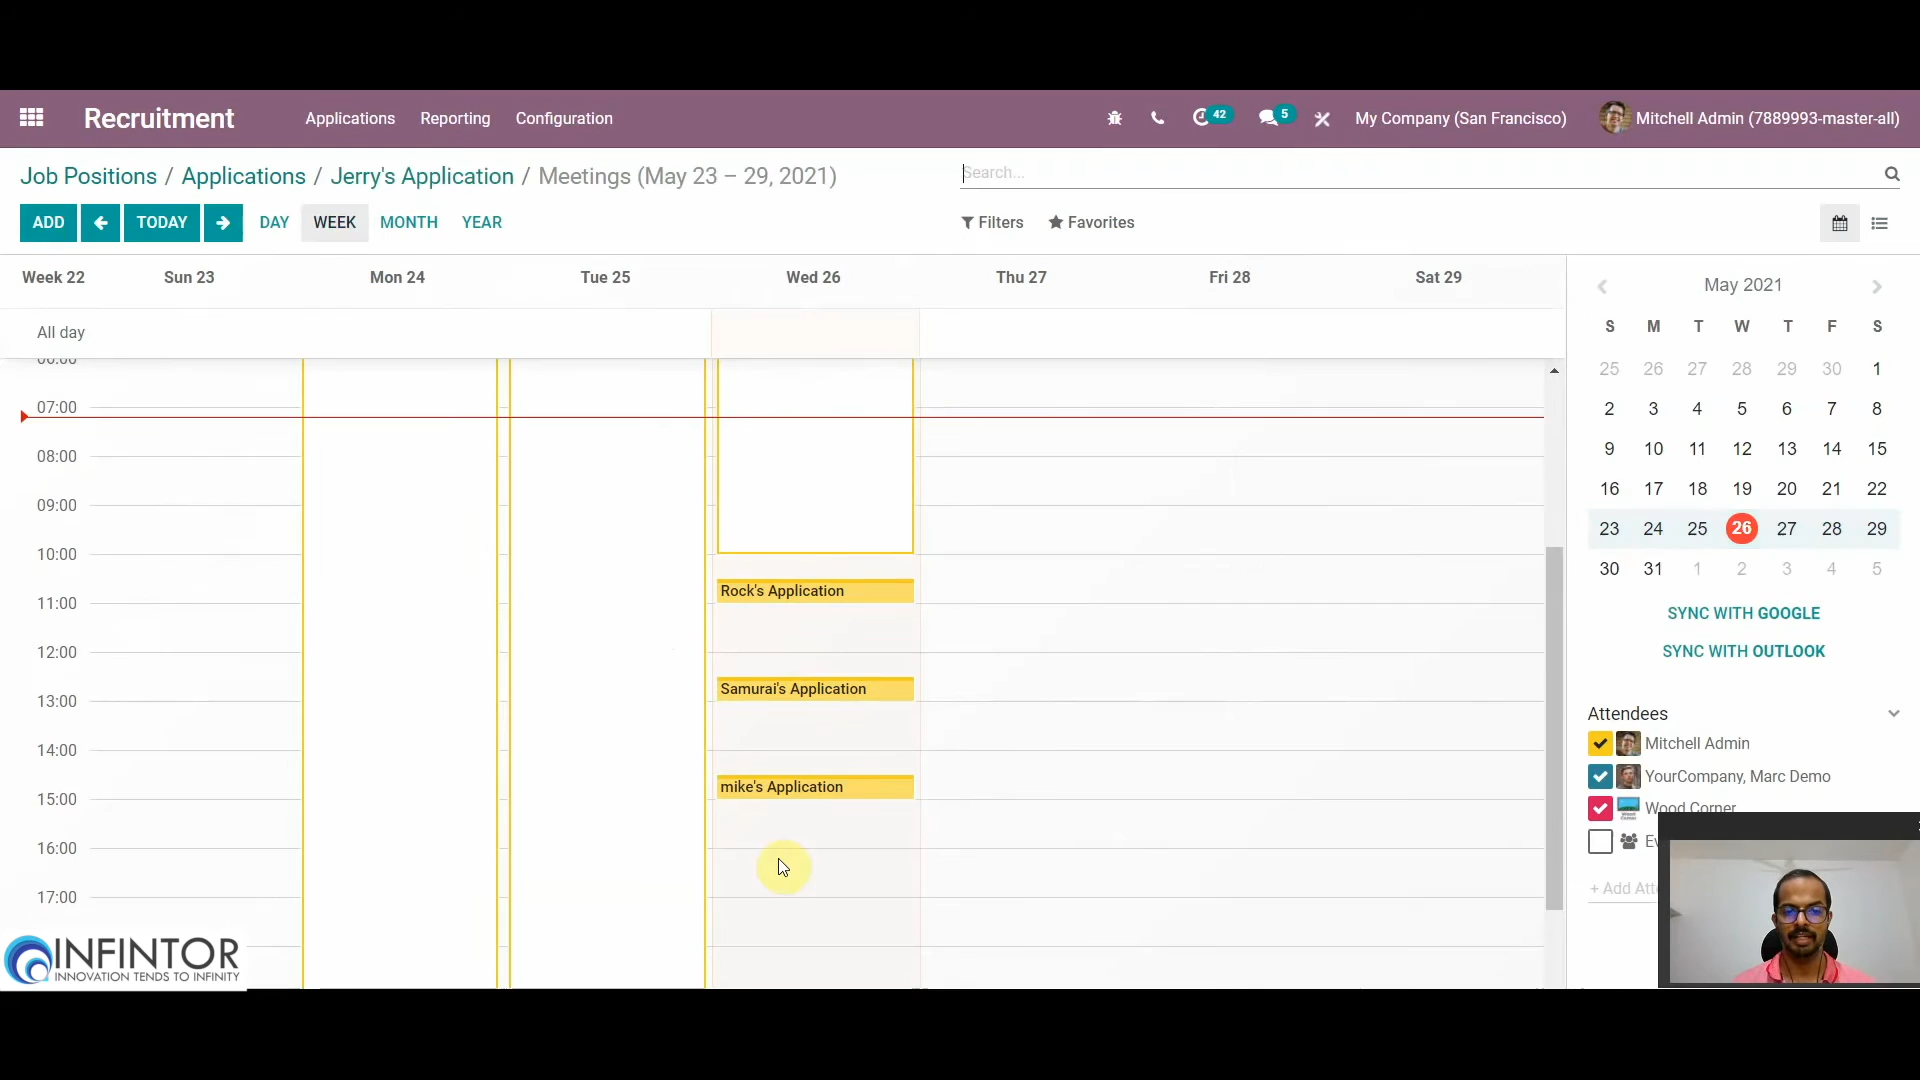 Recruitment Applications Reporting Configuration 42 5 My Company (San Francisco) Mitchell Admin (7889993-master-all)
Job Positions / Applications / Jerry's Application / Meetings (May 23 – 29, 2021) Search...
ADD TODAY DAY WEEK MONTH YEAR Filters Favorites
Week 22 Sun 23 Mon 24 Tue 25 Wed 26 Thu 27 Fri 28 Sat 29
All day
07:00
08:00
09:00
10:00
Rock's Application
11:00
12:00
Samurai's Application
13:00
14:00
mike's Application
15:00
16:00
17:00
May 2021
S M T W T F S
25 26 27 28 29 30 1
2 3 4 5 6 7 8
9 10 11 12 13 14 15
16 17 18 19 20 21 22
23 24 25 26 27 28 29
30 31 1 2 3 4 5
SYNC WITH GOOGLE
SYNC WITH OUTLOOK
Attendees
Mitchell Admin
YourCompany, Marc Demo
Wood Corner
INFINTOR
INNOVATION TENDS TO INFINITY